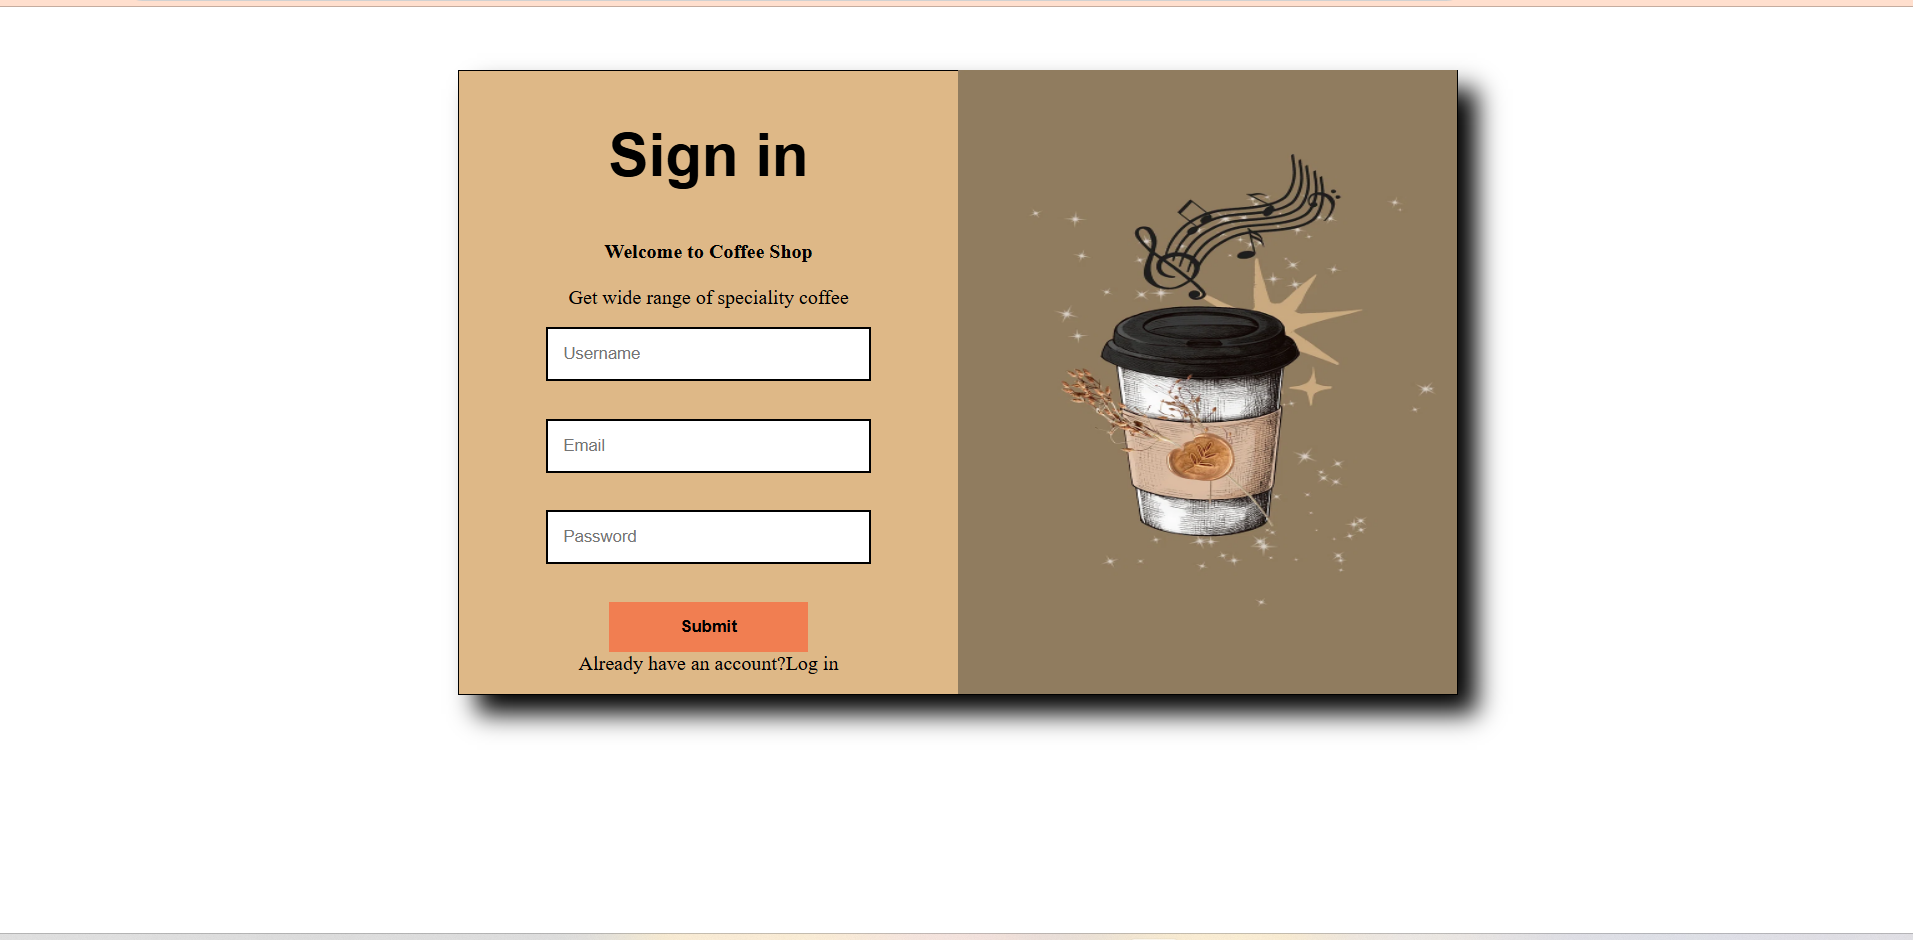 Sign in
Welcome to Coffee Shop
Get wide range of speciality coffee
Username
Email
Password
Submit
Already have an account?Log in